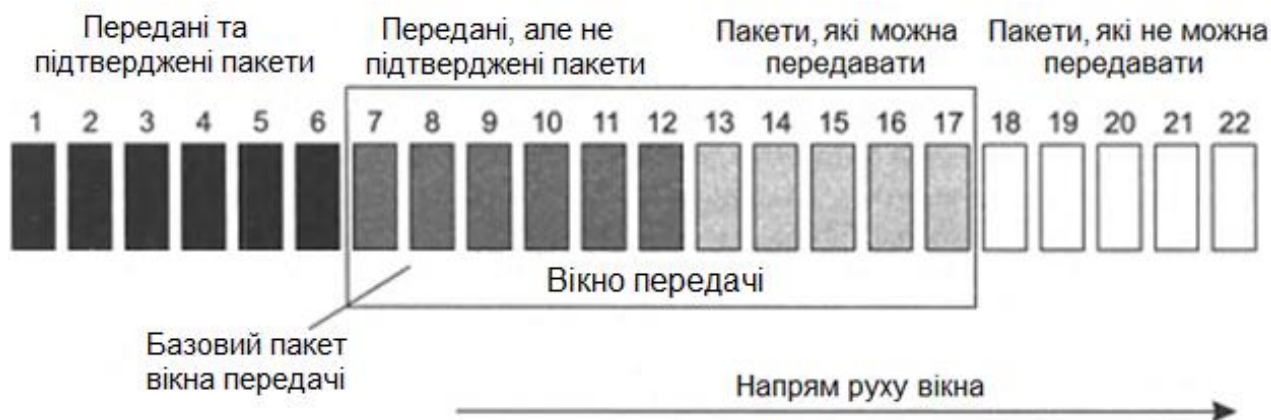 Передані та
підтверджені пакети
Передані, але не
підтверджені пакети
Пакети, які можна
передавати
Пакети, які не можна
передавати
1 2 3 4 5 6 7 8 9 10 11 12 13 14 15 16 17 18 19 20 21 22
Вікно передачі
Базовий пакет
вікна передачі
Напрям руху вікна